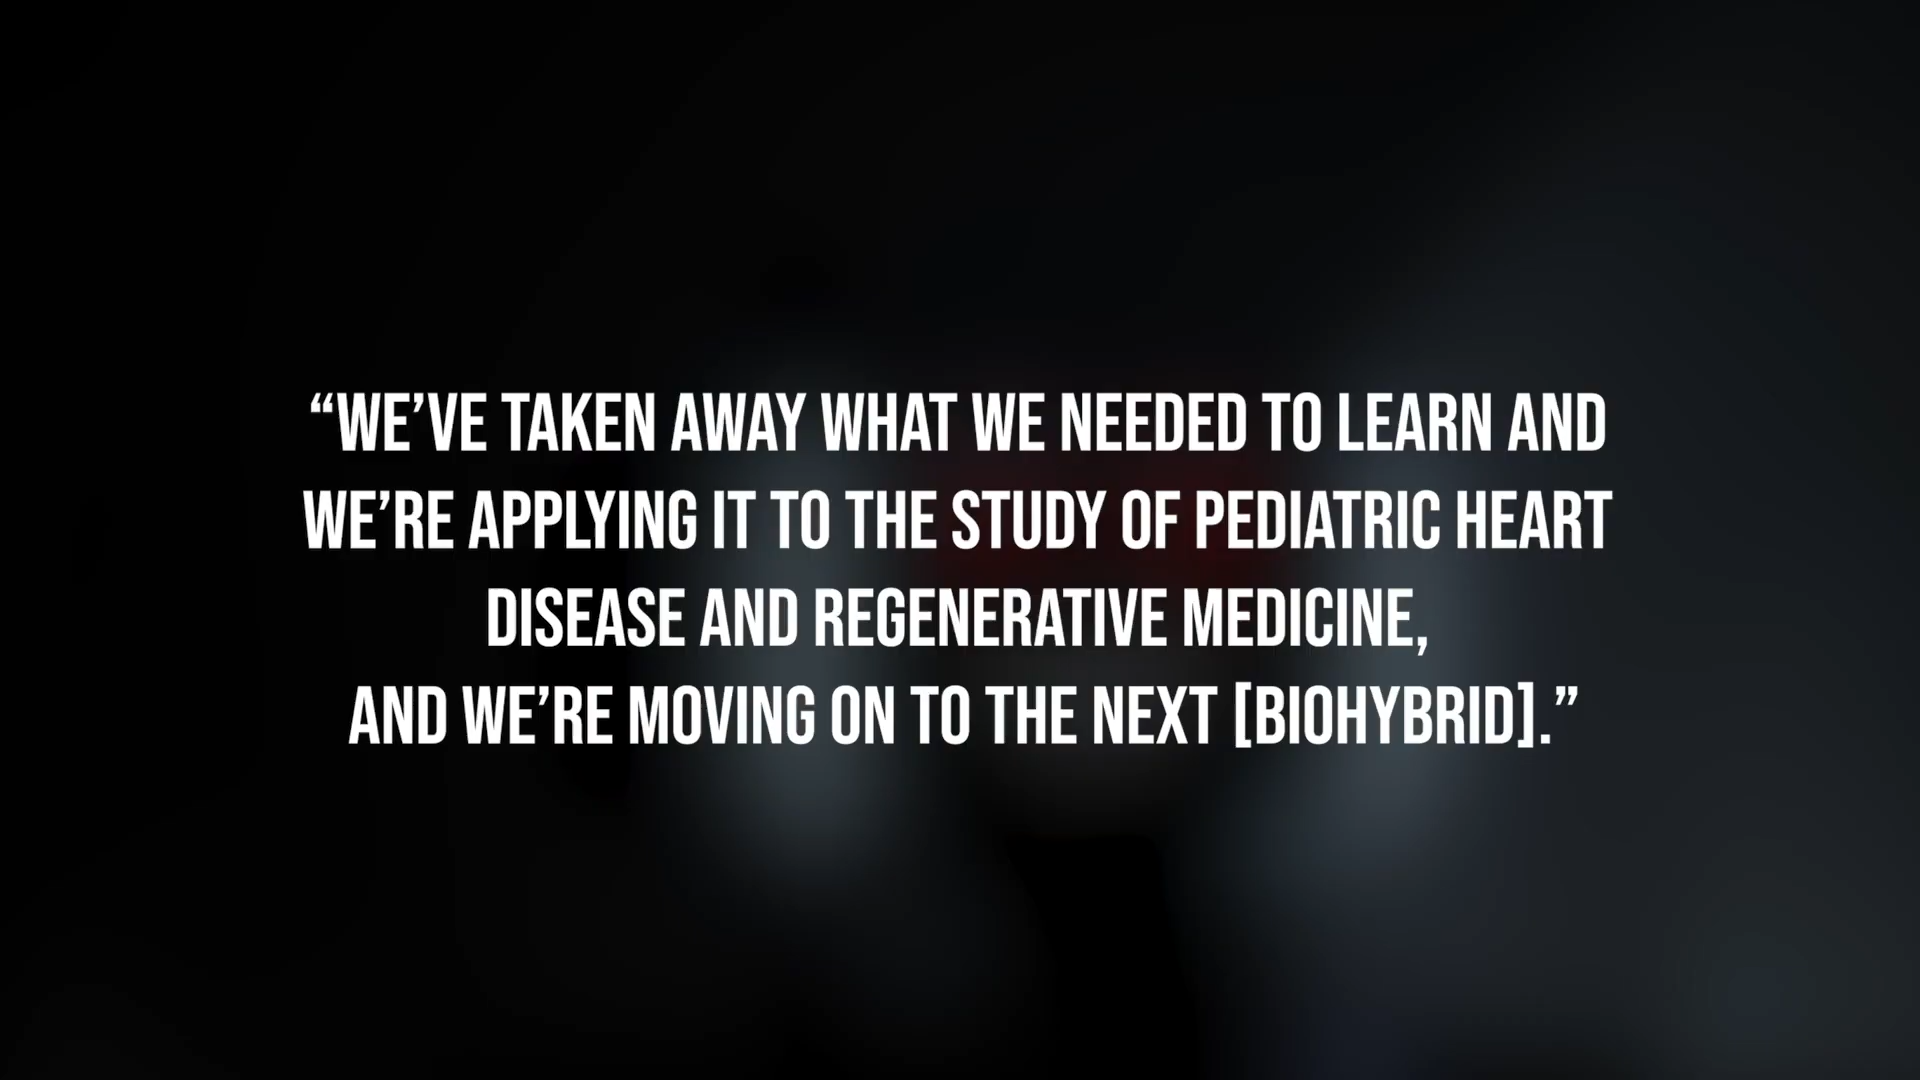 “WE’VE TAKEN AWAY WHAT WE NEEDED TO LEARN AND
WE’RE APPLYING IT TO THE STUDY OF PEDIATRIC HEART
DISEASE AND REGENERATIVE MEDICINE,
AND WE’RE MOVING ON TO THE NEXT [BIOHYBRID].”